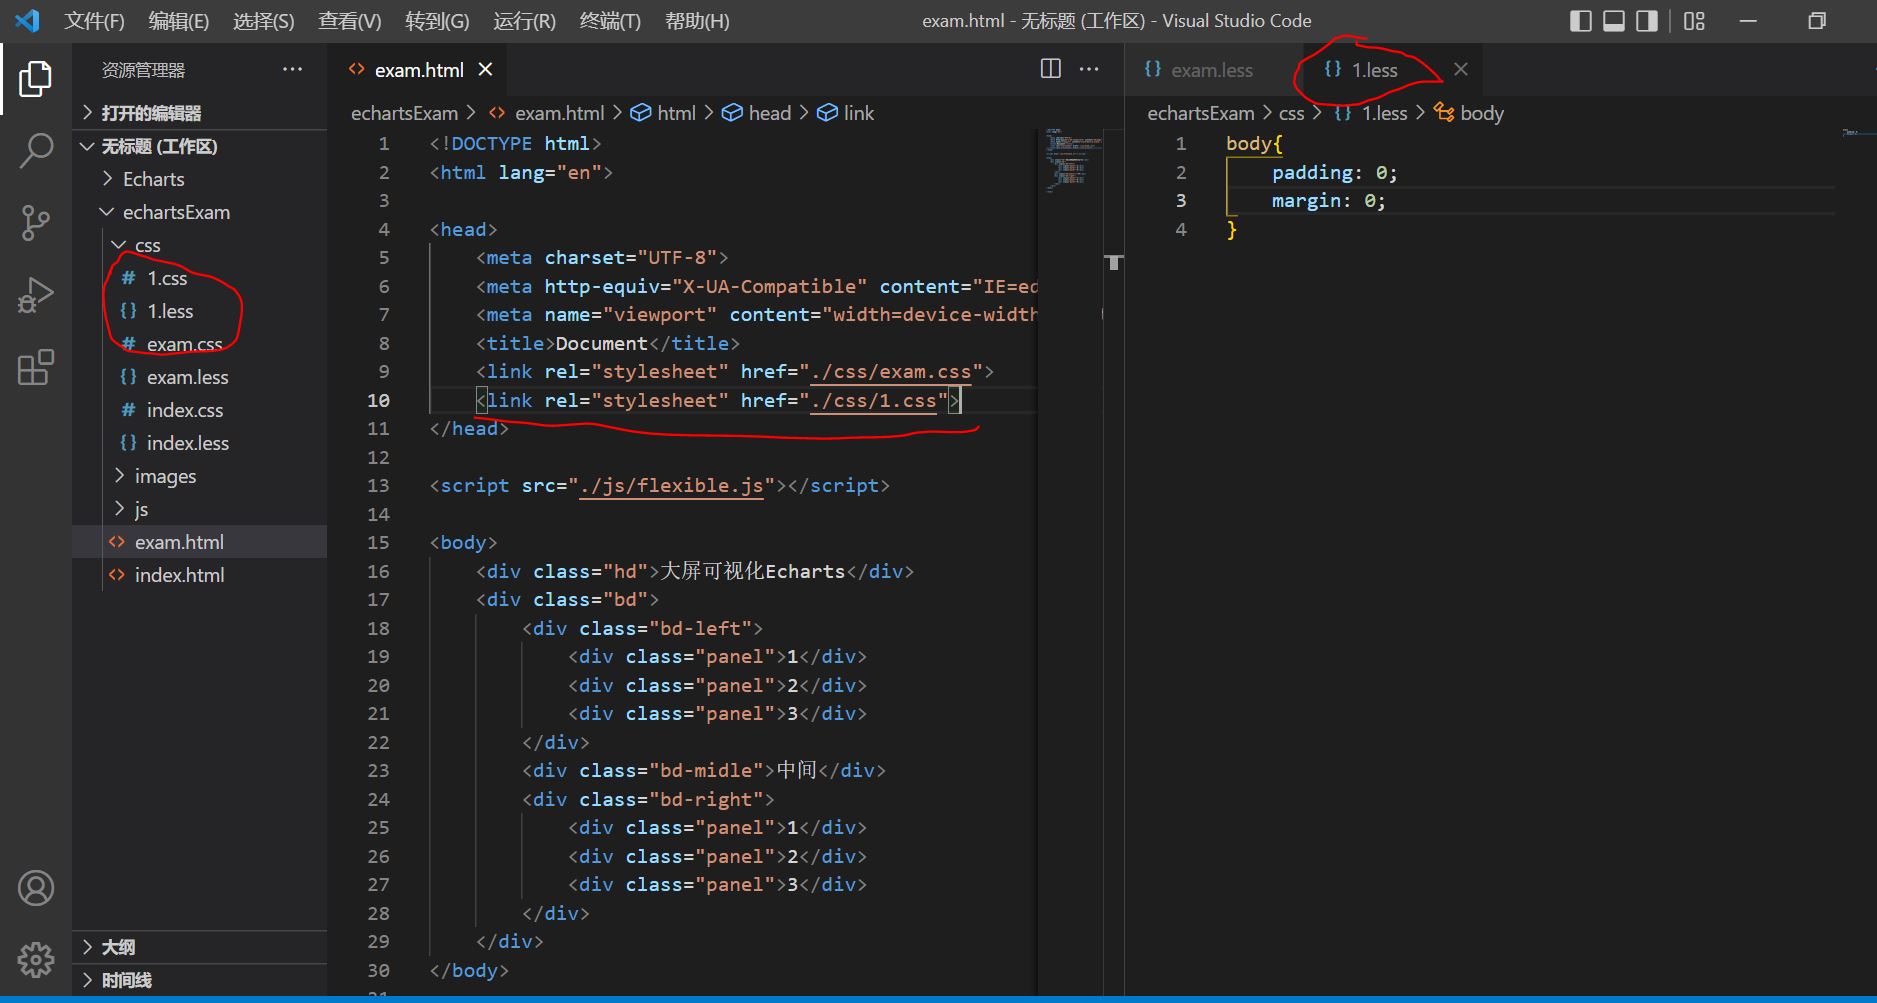 文件(F) 编辑(E) 选择(S) 查看(V) 转到(G) 运行(R) 终端(T) 帮助(H) exam.html - 无标题 (工作区) - Visual Studio Code
资源管理器 ···
打开的编辑器
无标题 (工作区)
Echarts
echartsExam
css
1.css
1.less
exam.css
exam.less
index.css
index.less
images
js
exam.html
index.html
大纲
时间线
exam.html
echartsExam > exam.html > html > head > link
1 <!DOCTYPE html>
2 <html lang="en">
3
4 <head>
5 <meta charset="UTF-8">
6 <meta http-equiv="X-UA-Compatible" content="IE=ed
7 <meta name="viewport" content="width=device-width
8 <title>Document</title>
9 <link rel="stylesheet" href="./css/exam.css">
10 <link rel="stylesheet" href="./css/1.css">
11 </head>
12
13 <script src="./js/flexible.js"></script>
14
15 <body>
16 <div class="hd">大屏可视化Echarts</div>
17 <div class="bd">
18 <div class="bd-left">
19 <div class="panel">1</div>
20 <div class="panel">2</div>
21 <div class="panel">3</div>
22 </div>
23 <div class="bd-midle">中间</div>
24 <div class="bd-right">
25 <div class="panel">1</div>
26 <div class="panel">2</div>
27 <div class="panel">3</div>
28 </div>
29 </div>
30 </body>
exam.less 1.less
echartsExam > css > 1.less > body
1 body{
2 padding: 0;
3 margin: 0;
4 }